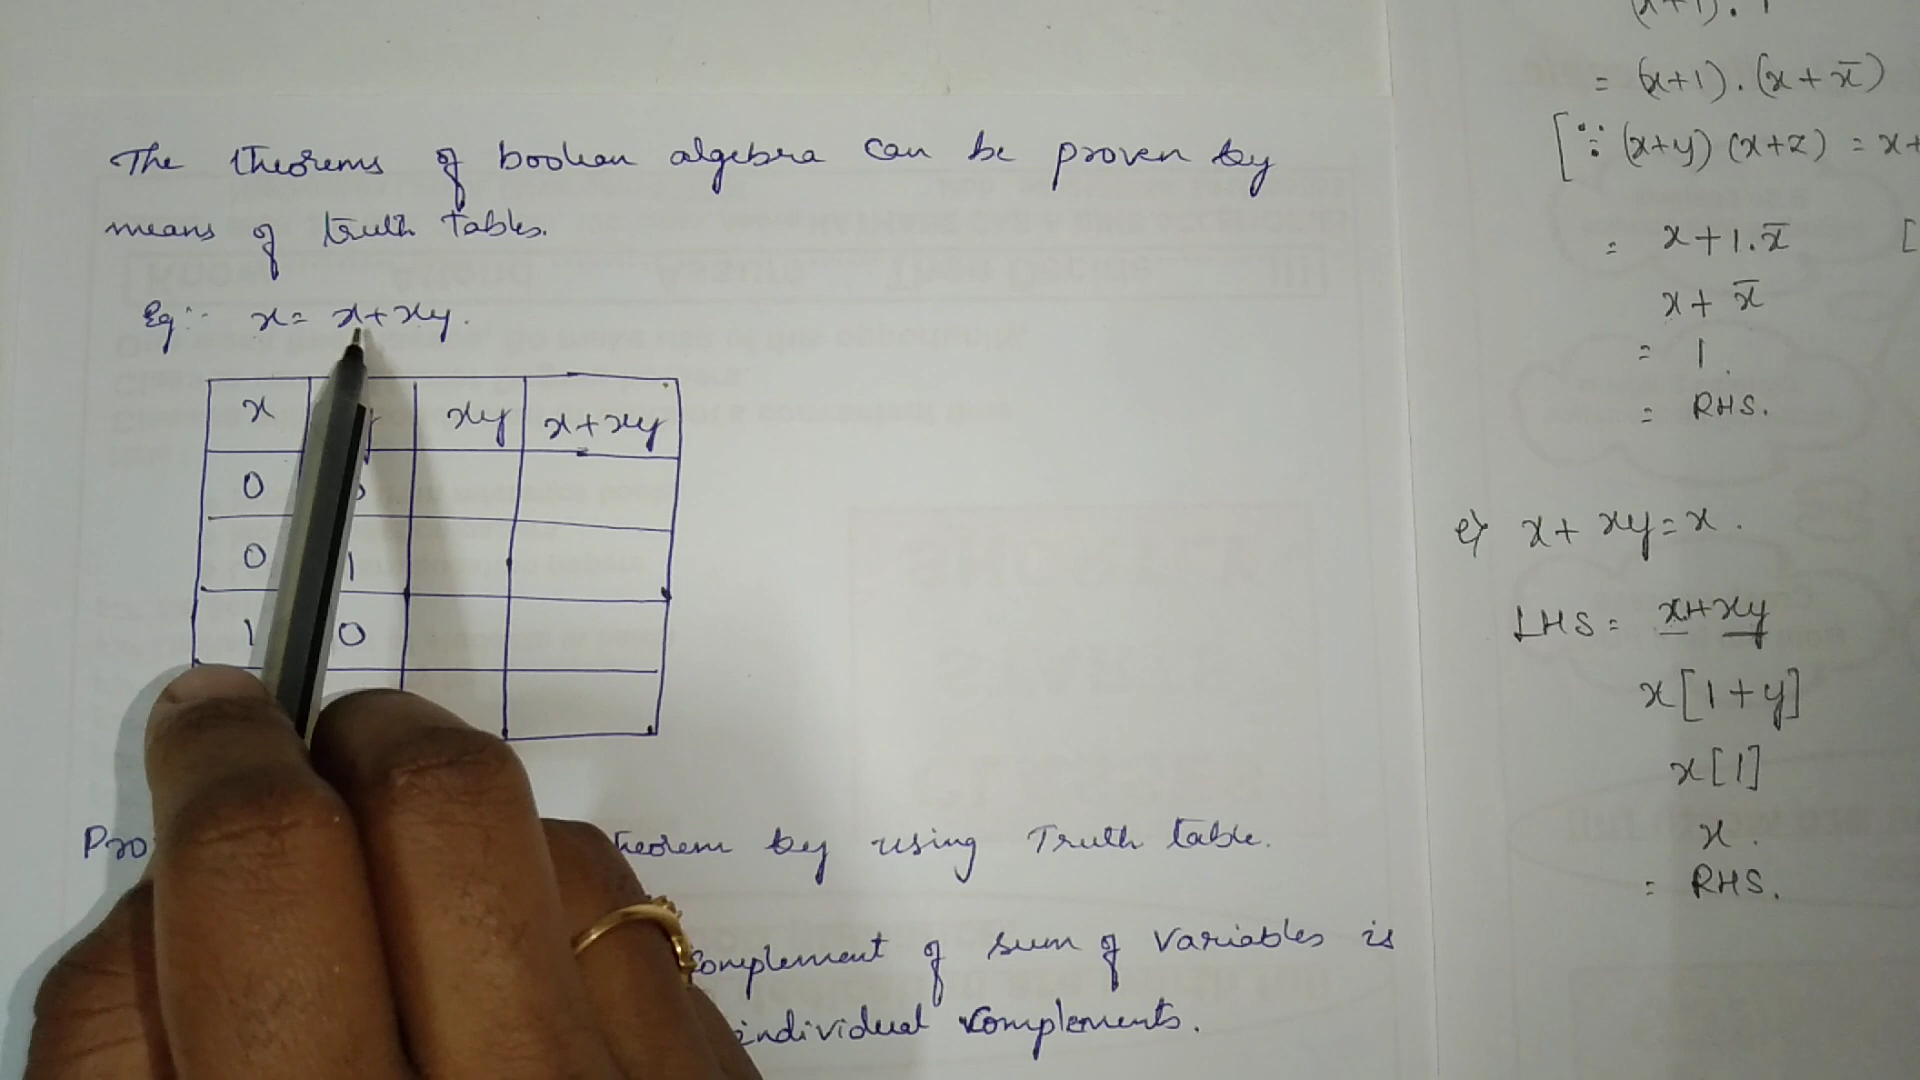 The theorems of boolean algebra can be proven by
means of truth tables.
Eg:- x = x+xy.
x xy x+xy
0
0 1
1 0
theorem by using Truth table.
Complement of sum of variables is
individual complements.
(x+1).1
= (x+1).(x+x̄)
[∵ (x+y)(x+z) = x+
= x+1.x̄ [
x+x̄
= 1.
= RHS.
e) x+xy=x.
LHS = x+xy
x[1+y]
x[1]
x.
= RHS.